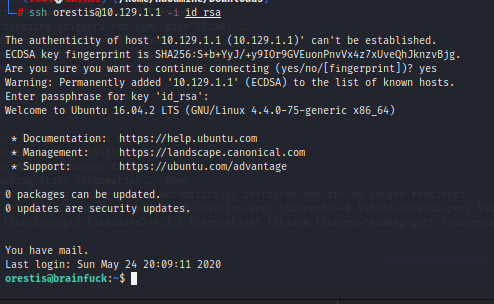 # ssh orestis@10.129.1.1 -i id_rsa
The authenticity of host '10.129.1.1 (10.129.1.1)' can't be established.
ECDSA key fingerprint is SHA256:S+b+YyJ/+y9IOr9GVEuonPnvVx4z7xUveQhJknzvBjg.
Are you sure you want to continue connecting (yes/no/[fingerprint])? yes
Warning: Permanently added '10.129.1.1' (ECDSA) to the list of known hosts.
Enter passphrase for key 'id_rsa':
Welcome to Ubuntu 16.04.2 LTS (GNU/Linux 4.4.0-75-generic x86_64)
* Documentation: https://help.ubuntu.com
* Management: https://landscape.canonical.com
* Support: https://ubuntu.com/advantage
0 packages can be updated.
0 updates are security updates.
You have mail.
Last login: Sun May 24 20:09:11 2020
orestis@brainfuck:~$